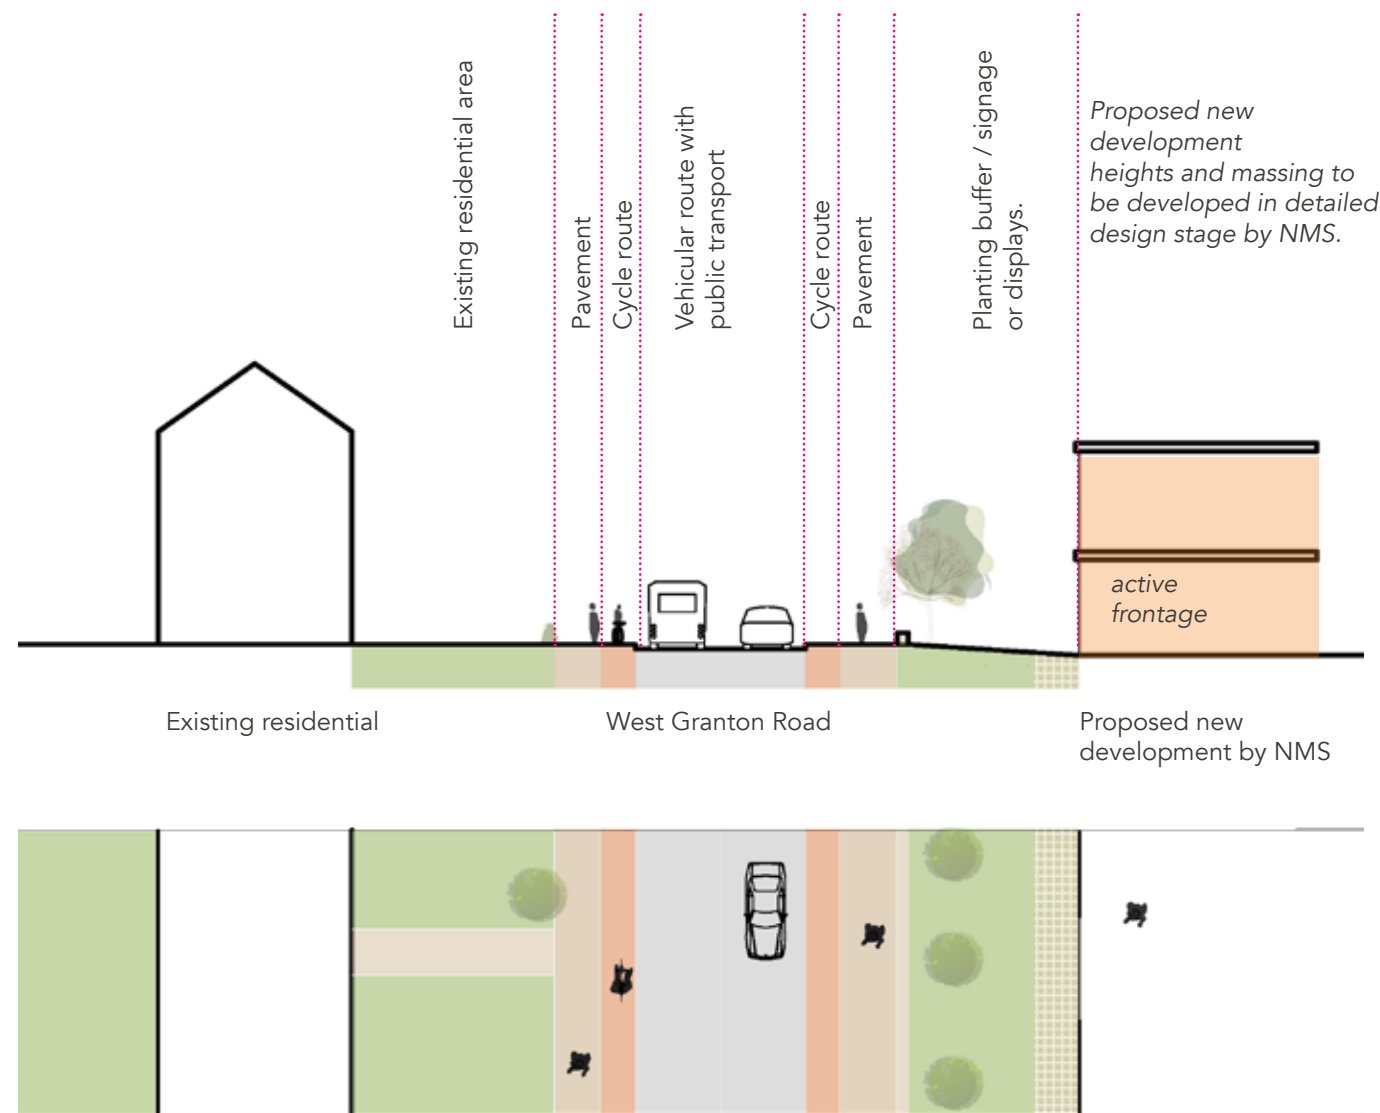 Existing residential area
Pavement
Cycle route
Vehicular route with
public transport
Cycle route
Pavement
Planting buffer / signage
or displays.
Proposed new
development
heights and massing to
be developed in detailed
design stage by NMS.
active
frontage
Existing residential
West Granton Road
Proposed new
development by NMS